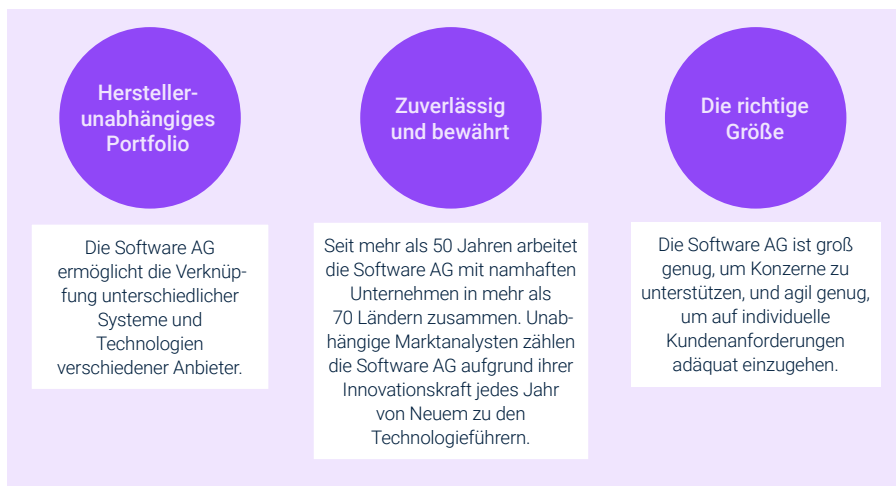 Hersteller-
unabhängiges
Portfolio
Die Software AG
ermöglicht die Verknüp-
fung unterschiedlicher
Systeme und
Technologien
verschiedener Anbieter.
Zuverlässig
und bewährt
Seit mehr als 50 Jahren arbeitet
die Software AG mit namhaften
Unternehmen in mehr als
70 Ländern zusammen. Unab-
hängige Marktanalysten zählen
die Software AG aufgrund ihrer
Innovationskraft jedes Jahr
von Neuem zu den
Technologieführern.
Die richtige
Größe
Die Software AG ist groß
genug, um Konzerne zu
unterstützen, und agil genug,
um auf individuelle
Kundenanforderungen
adäquat einzugehen.